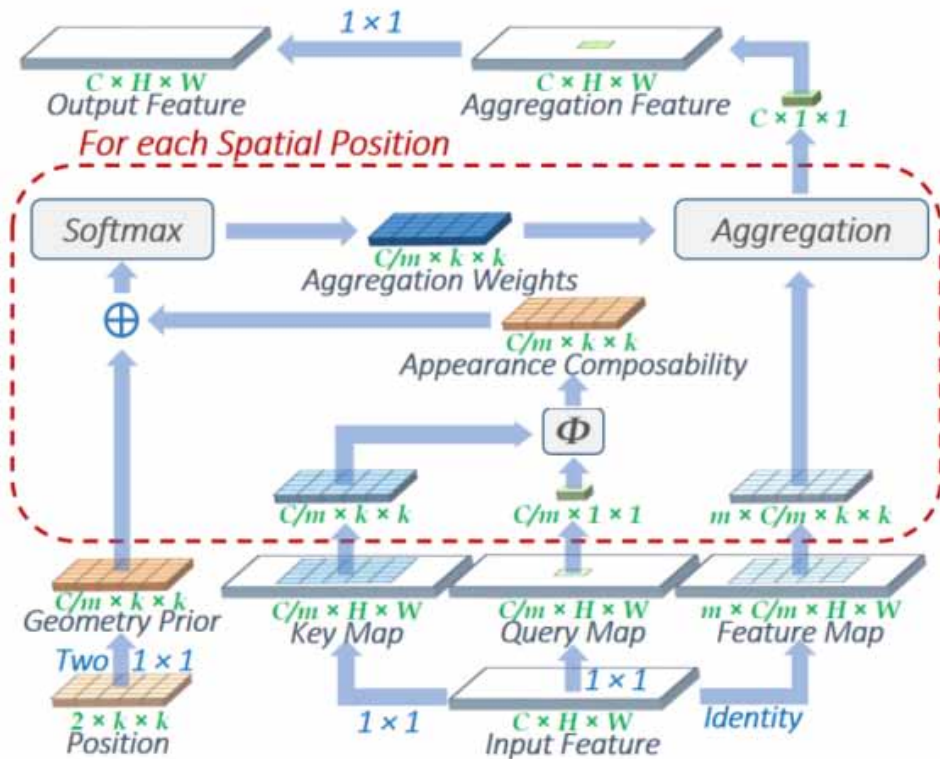 1 × 1
C × H × W
Output Feature
C × H × W
Aggregation Feature
C × 1 × 1
For each Spatial Position
Softmax
Aggregation
C/m × k × k
Aggregation Weights
C/m × k × k
Appearance Composability
Φ
C/m × k × k
C/m × 1 × 1
m × C/m × k × k
C/m × k × k
Geometry Prior
C/m × H × W
Key Map
C/m × H × W
Query Map
m × C/m × H × W
Feature Map
Two 1 × 1
2 × k × k
Position
1 × 1
1 × 1
C × H × W
Input Feature
Identity